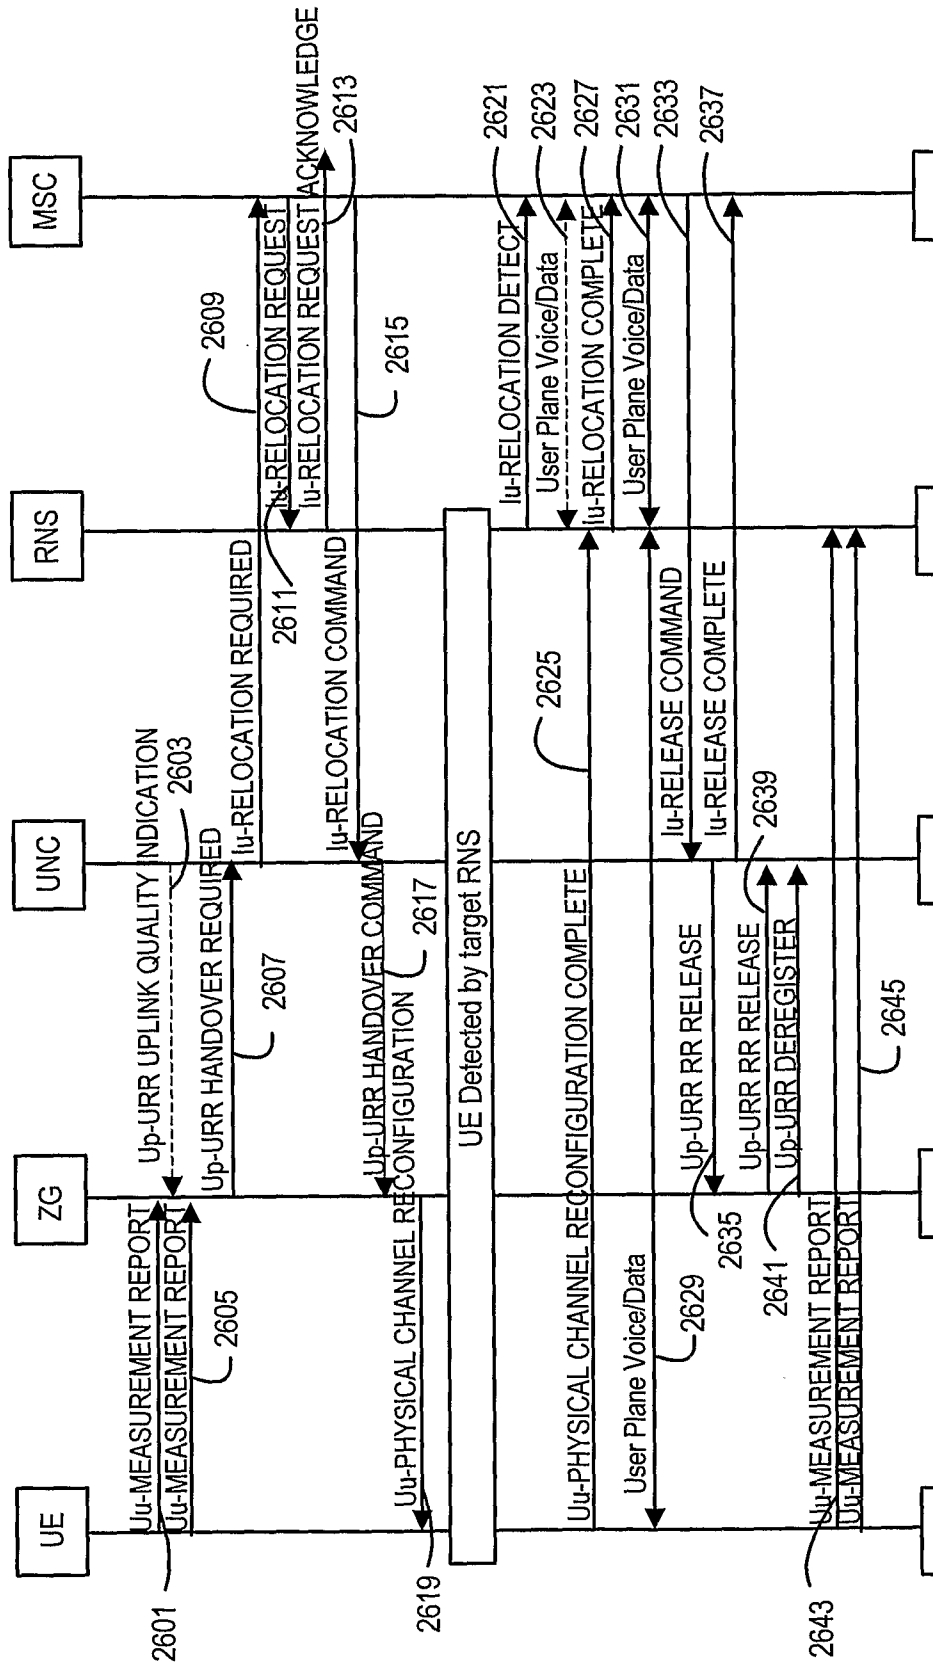 UE
ZG
UNC
RNS
MSC
Uu-MEASUREMENT REPORT
2601
Up-URR UPLINK QUALITY INDICATION
2603
Uu-MEASUREMENT REPORT
2605
Up-URR HANDOVER REQUIRED
2607
Iu-RELOCATION REQUIRED
2609
Iu-RELOCATION REQUEST
2611
Iu-RELOCATION REQUEST ACKNOWLEDGE
2613
Iu-RELOCATION COMMAND
2615
Up-URR HANDOVER COMMAND
2617
Uu-PHYSICAL CHANNEL RECONFIGURATION
2619
UE Detected by target RNS
Iu-RELOCATION DETECT
2621
User Plane Voice/Data
2623
Uu-PHYSICAL CHANNEL RECONFIGURATION COMPLETE
2625
Iu-RELOCATION COMPLETE
2627
User Plane Voice/Data
2629
User Plane Voice/Data
2631
Iu-RELEASE COMMAND
2633
Up-URR RR RELEASE
2635
Iu-RELEASE COMPLETE
2637
Up-URR RR RELEASE
2639
Up-URR DEREGISTER
2641
Uu-MEASUREMENT REPORT
2643
Uu-MEASUREMENT REPORT
2645